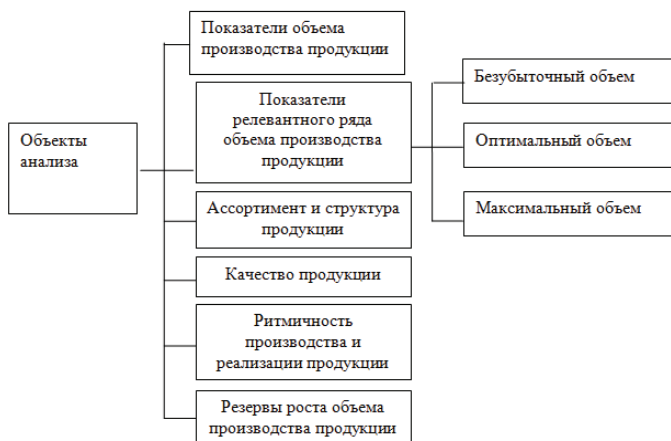 Объекты
анализа
Показатели объема
производства продукции
Показатели
релевантного ряда
объема производства
продукции
Ассортимент и структура
продукции
Качество продукции
Ритмичность
производства и
реализации продукции
Резервы роста объема
производства продукции
Безубыточный объем
Оптимальный объем
Максимальный объем